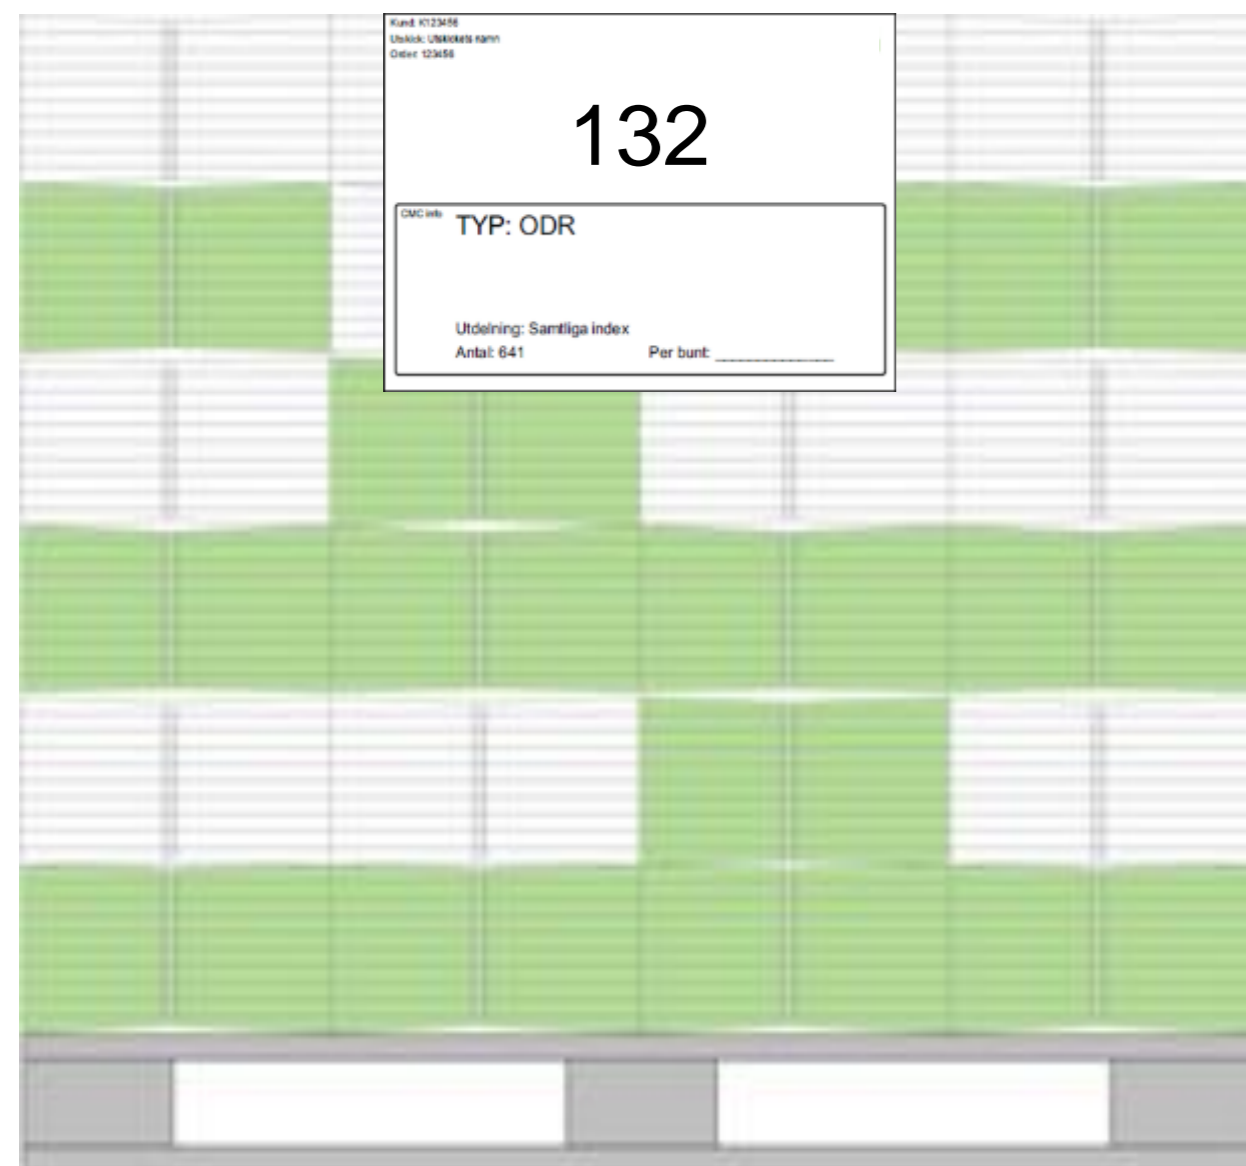 Kund: K123456
Utskick: Utskickets namn
Order: 123456
132
CMC info
TYP: ODR
Utdelning: Samtliga index
Antal: 641 Per bunt: _______________